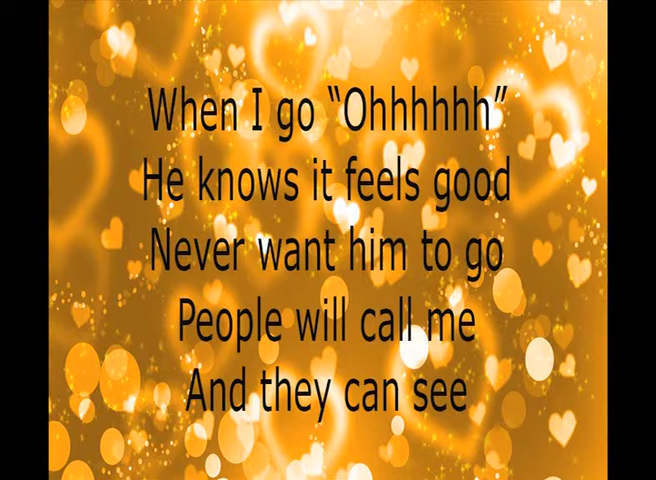 When I go “Ohhhhhh”
He knows it feels good
Never want him to go
People will call me
And they can see